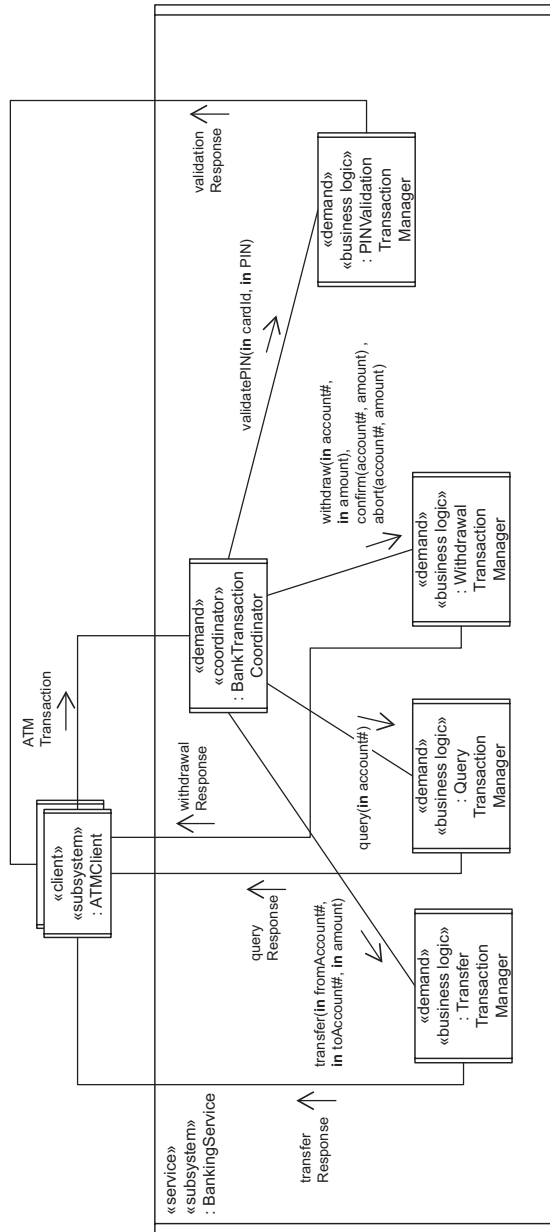 «client»
«subsystem»
: ATMClient
ATM
Transaction
validation
Response
withdrawal
Response
query
Response
transfer
Response
«service»
«subsystem»
: BankingService
«demand»
«coordinator»
: BankTransaction
Coordinator
validatePIN(in cardId, in PIN)
withdraw(in account#,
in amount),
confirm(account#, amount) ,
abort(account#, amount)
query(in account#)
transfer(in fromAccount#,
in toAccount#, in amount)
«demand»
«business logic»
: Transfer
Transaction
Manager
«demand»
«business logic»
: Query
Transaction
Manager
«demand»
«business logic»
: Withdrawal
Transaction
Manager
«demand»
«business logic»
: PINValidation
Transaction
Manager